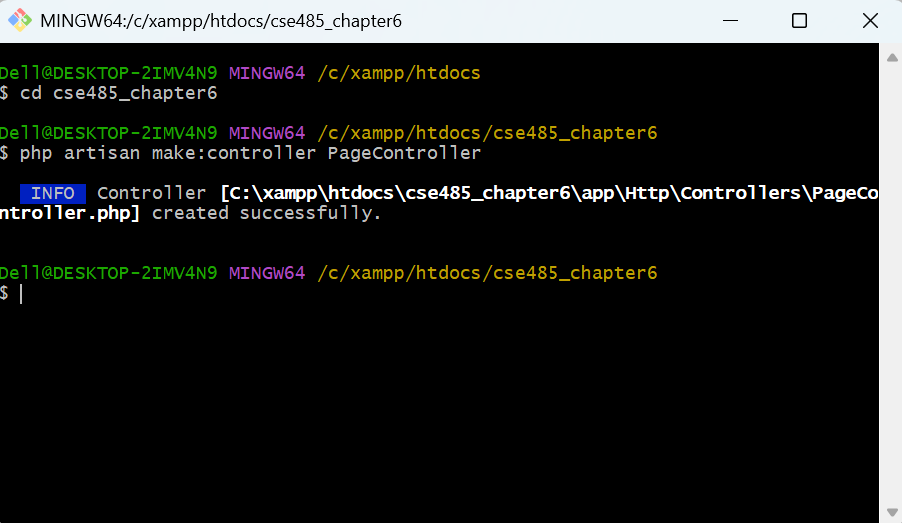 MINGW64:/c/xampp/htdocs/cse485_chapter6
Dell@DESKTOP-2IMV4N9 MINGW64 /c/xampp/htdocs
$ cd cse485_chapter6
Dell@DESKTOP-2IMV4N9 MINGW64 /c/xampp/htdocs/cse485_chapter6
$ php artisan make:controller PageController
INFO Controller [C:\xampp\htdocs\cse485_chapter6\app\Http\Controllers\PageCo
ntroller.php] created successfully.
Dell@DESKTOP-2IMV4N9 MINGW64 /c/xampp/htdocs/cse485_chapter6
$